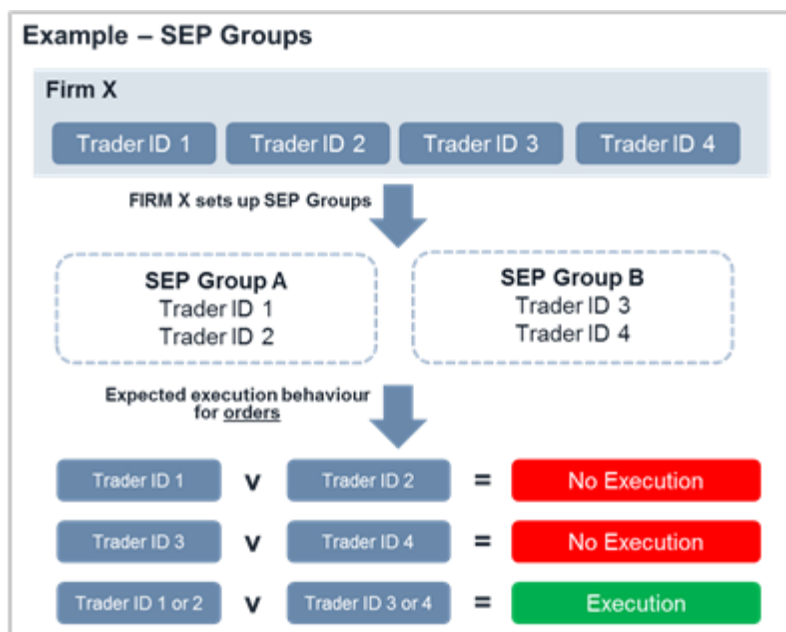 Example – SEP Groups
Firm X
Trader ID 1 Trader ID 2 Trader ID 3 Trader ID 4
FIRM X sets up SEP Groups
SEP Group A
Trader ID 1
Trader ID 2
SEP Group B
Trader ID 3
Trader ID 4
Expected execution behaviour
for orders
Trader ID 1 v Trader ID 2 = No Execution
Trader ID 3 v Trader ID 4 = No Execution
Trader ID 1 or 2 v Trader ID 3 or 4 = Execution